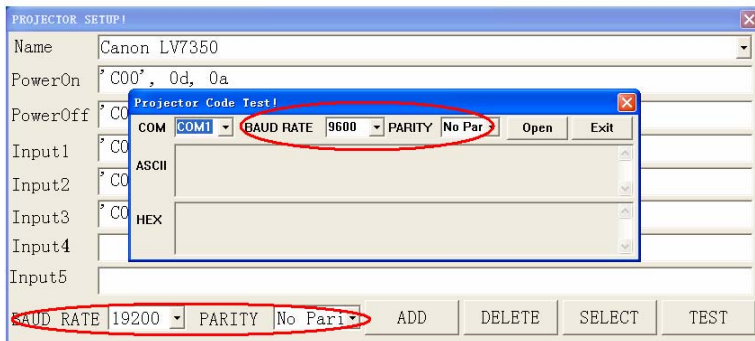 PROJECTOR SETUP!
Name Canon LV7350
PowerOn 'C00', 0d, 0a
PowerOff 'C0
Projector Code Test!
COM COM1 BAUD RATE 9600 PARITY No Par Open Exit
Input1 'C0
ASCII
Input2 'C0
Input3 'C0
HEX
Input4
Input5
BAUD RATE 19200 PARITY No Pari ADD DELETE SELECT TEST